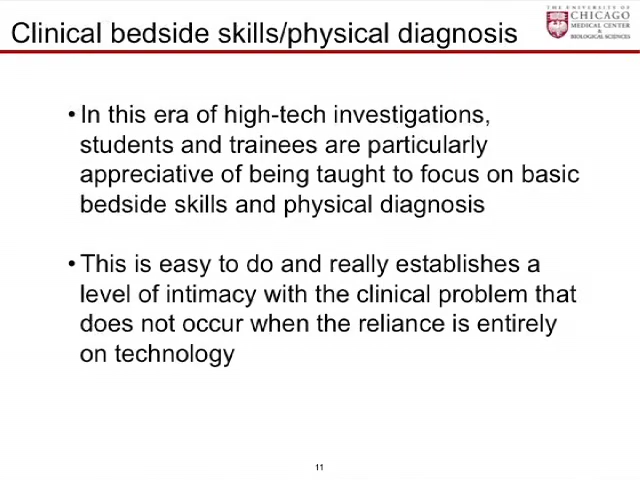 Clinical bedside skills/physical diagnosis
THE UNIVERSITY OF
CHICAGO
MEDICAL CENTER
&
BIOLOGICAL SCIENCES
• In this era of high-tech investigations,
students and trainees are particularly
appreciative of being taught to focus on basic
bedside skills and physical diagnosis
• This is easy to do and really establishes a
level of intimacy with the clinical problem that
does not occur when the reliance is entirely
on technology
11